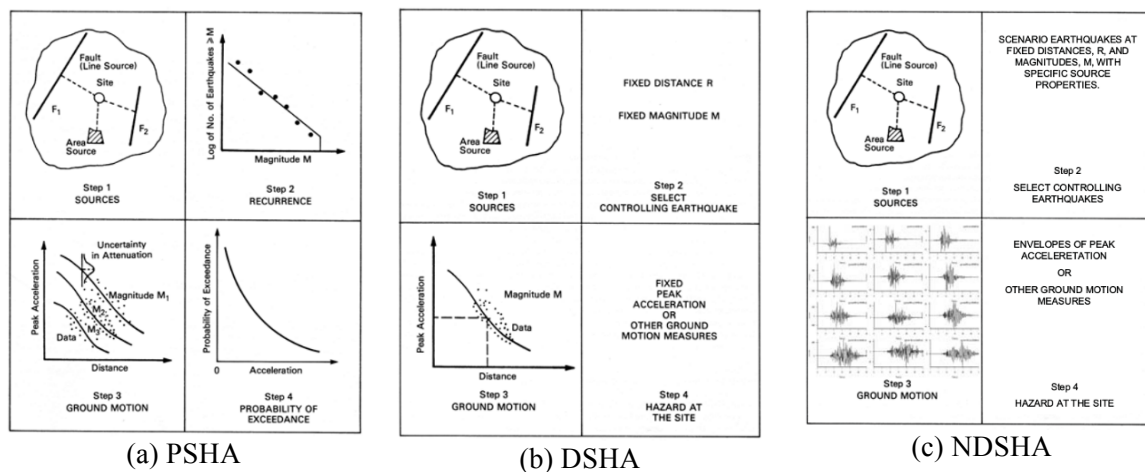 Fault
(Line Source)
Site
F1
F2
Area
Source
Step 1
SOURCES
Log of No. of Earthquakes ≥ M
Magnitude M
Step 2
RECURRENCE
Uncertainty
in Attenuation
Peak Acceleration
Magnitude M1
M2
M3
Data
Distance
Step 3
GROUND MOTION
Probability of Exceedance
0
Acceleration
Step 4
PROBABILITY OF
EXCEEDANCE
(a) PSHA
Fault
(Line Source)
Site
F1
F2
Area
Source
Step 1
SOURCES
FIXED DISTANCE R
FIXED MAGNITUDE M
Step 2
SELECT
CONTROLLING EARTHQUAKE
Peak Acceleration
Magnitude M
Data
Distance
Step 3
GROUND MOTION
FIXED
PEAK
ACCELERATION
OR
OTHER GROUND
MOTION MEASURES
Step 4
HAZARD AT
THE SITE
(b) DSHA
Fault
(Line Source)
Site
F1
F2
Area
Source
Step 1
SOURCES
SCENARIO EARTHQUAKES AT
FIXED DISTANCES, R, AND
MAGNITUDES, M, WITH
SPECIFIC SOURCE
PROPERTIES.
Step 2
SELECT CONTROLLING
EARTHQUAKES
Step 3
GROUND MOTION
ENVELOPES OF PEAK
ACCELERETATION
OR
OTHER GROUND MOTION
MEASURES
Step 4
HAZARD AT THE SITE
(c) NDSHA